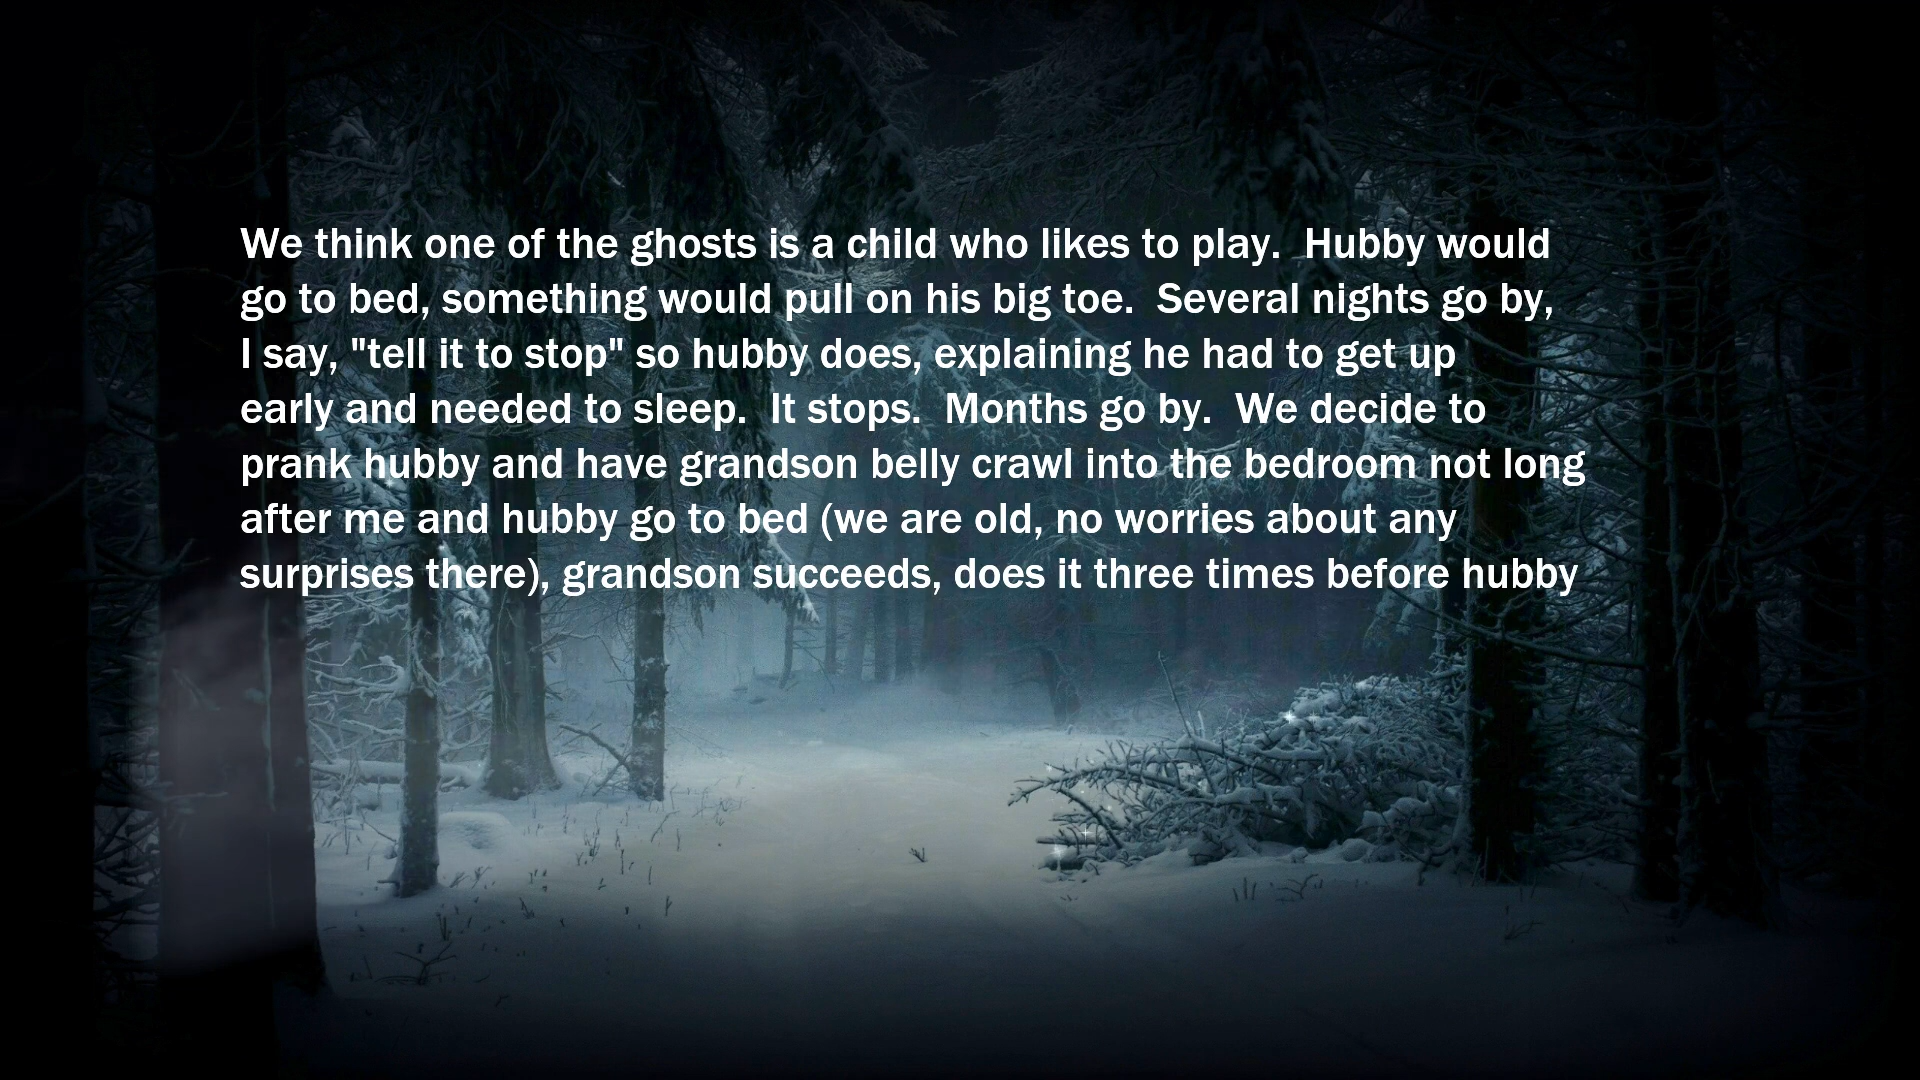 We think one of the ghosts is a child who likes to play.  Hubby would
go to bed, something would pull on his big toe.  Several nights go by,
I say, "tell it to stop" so hubby does, explaining he had to get up
early and needed to sleep.  It stops.  Months go by.  We decide to
prank hubby and have grandson belly crawl into the bedroom not long
after me and hubby go to bed (we are old, no worries about any
surprises there), grandson succeeds, does it three times before hubby